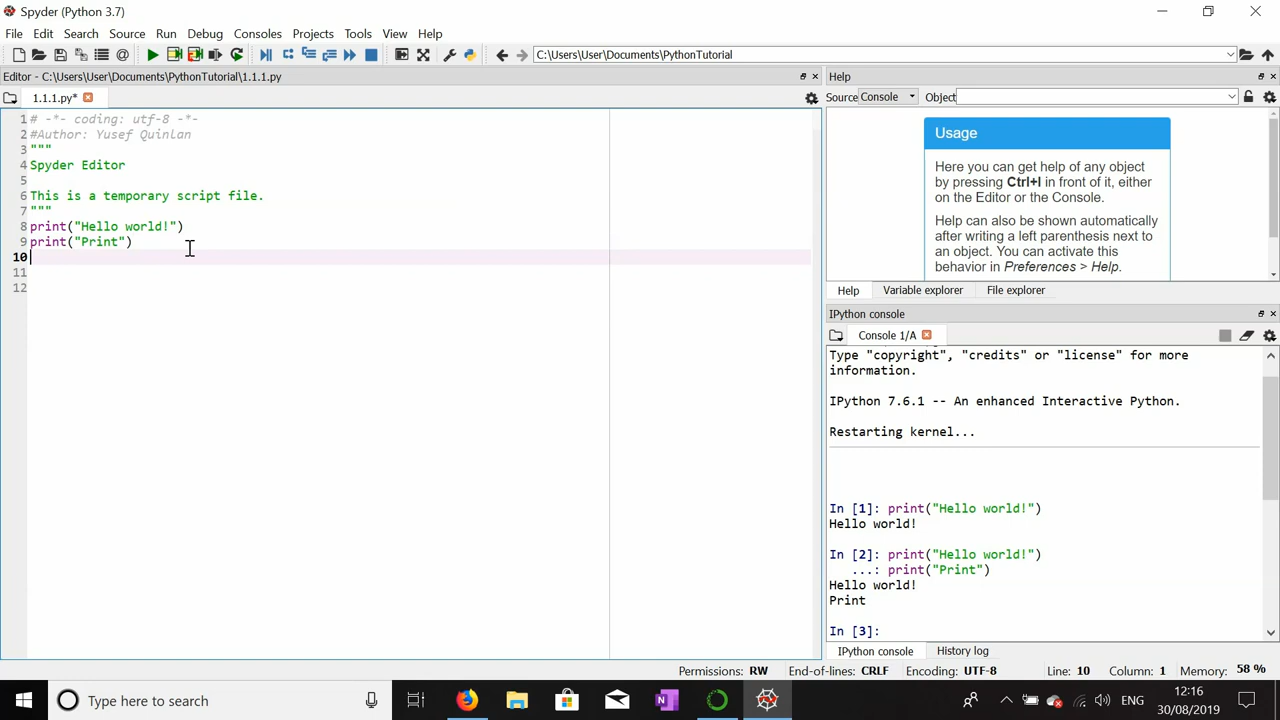 Spyder (Python 3.7)
File Edit Search Source Run Debug Consoles Projects Tools View Help
C:\Users\User\Documents\PythonTutorial
Editor - C:\Users\User\Documents\PythonTutorial\1.1.1.py
1.1.1.py*
1 # -*- coding: utf-8 -*-
2 #Author: Yusef Quinlan
3 """
4 Spyder Editor
5
6 This is a temporary script file.
7 """
8 print("Hello world!")
9 print("Print")
10
11
12
Help
Source Console Object
Usage
Here you can get help of any object
by pressing Ctrl+I in front of it, either
on the Editor or the Console.
Help can also be shown automatically
after writing a left parenthesis next to
an object. You can activate this
behavior in Preferences > Help.
Help Variable explorer File explorer
IPython console
Console 1/A
Type "copyright", "credits" or "license" for more
information.
IPython 7.6.1 -- An enhanced Interactive Python.
Restarting kernel...
In [1]: print("Hello world!")
Hello world!
In [2]: print("Hello world!")
...: print("Print")
Hello world!
Print
In [3]:
IPython console History log
Permissions: RW End-of-lines: CRLF Encoding: UTF-8 Line: 10 Column: 1 Memory: 58 %
Type here to search
ENG
12:16
30/08/2019